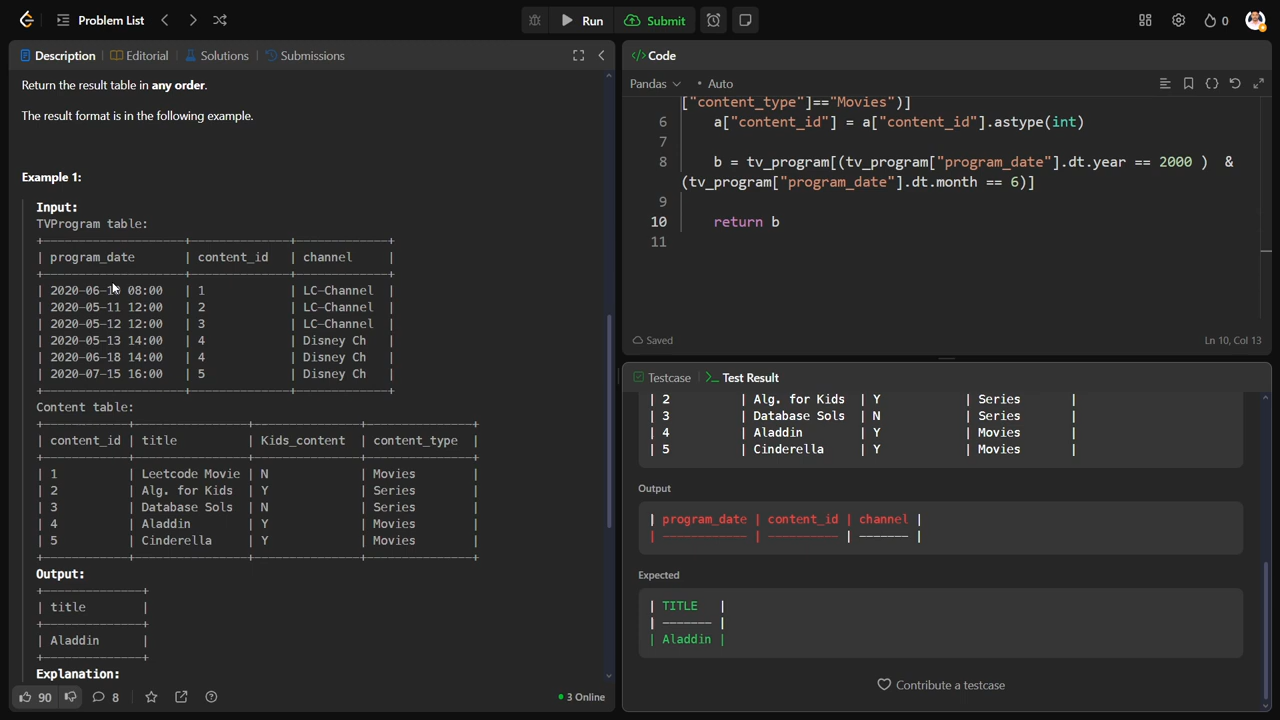 Problem List
Run
Submit
0
Description
Editorial
Solutions
Submissions
Return the result table in any order.
The result format is in the following example.
Example 1:
Input:
TVProgram table:
+------------------+--------------+-------------+
| program_date | content_id | channel |
+------------------+--------------+-------------+
| 2020-06-10 08:00 | 1 | LC-Channel |
| 2020-05-11 12:00 | 2 | LC-Channel |
| 2020-05-12 12:00 | 3 | LC-Channel |
| 2020-05-13 14:00 | 4 | Disney Ch |
| 2020-06-18 14:00 | 4 | Disney Ch |
| 2020-07-15 16:00 | 5 | Disney Ch |
+------------------+--------------+-------------+
Content table:
+------------+----------------+---------------+---------------+
| content_id | title | Kids_content | content_type |
+------------+----------------+---------------+---------------+
| 1 | Leetcode Movie | N | Movies |
| 2 | Alg. for Kids | Y | Series |
| 3 | Database Sols | N | Series |
| 4 | Aladdin | Y | Movies |
| 5 | Cinderella | Y | Movies |
+------------+----------------+---------------+---------------+
Output:
+--------------+
| title |
+--------------+
| Aladdin |
+--------------+
Explanation:
90
8
3 Online
</>Code
Pandas
• Auto
["content_type"]=="Movies")]
6 a["content_id"] = a["content_id"].astype(int)
7
8 b = tv_program[(tv_program["program_date"].dt.year == 2000 ) &
(tv_program["program_date"].dt.month == 6)]
9
10 return b
11
Saved
Ln 10, Col 13
Testcase
Test Result
| 2 | Alg. for Kids | Y | Series |
| 3 | Database Sols | N | Series |
| 4 | Aladdin | Y | Movies |
| 5 | Cinderella | Y | Movies |
Output
| program_date | content_id | channel |
| ------------ | ---------- | ------- |
Expected
| TITLE |
| ------- |
| Aladdin |
Contribute a testcase